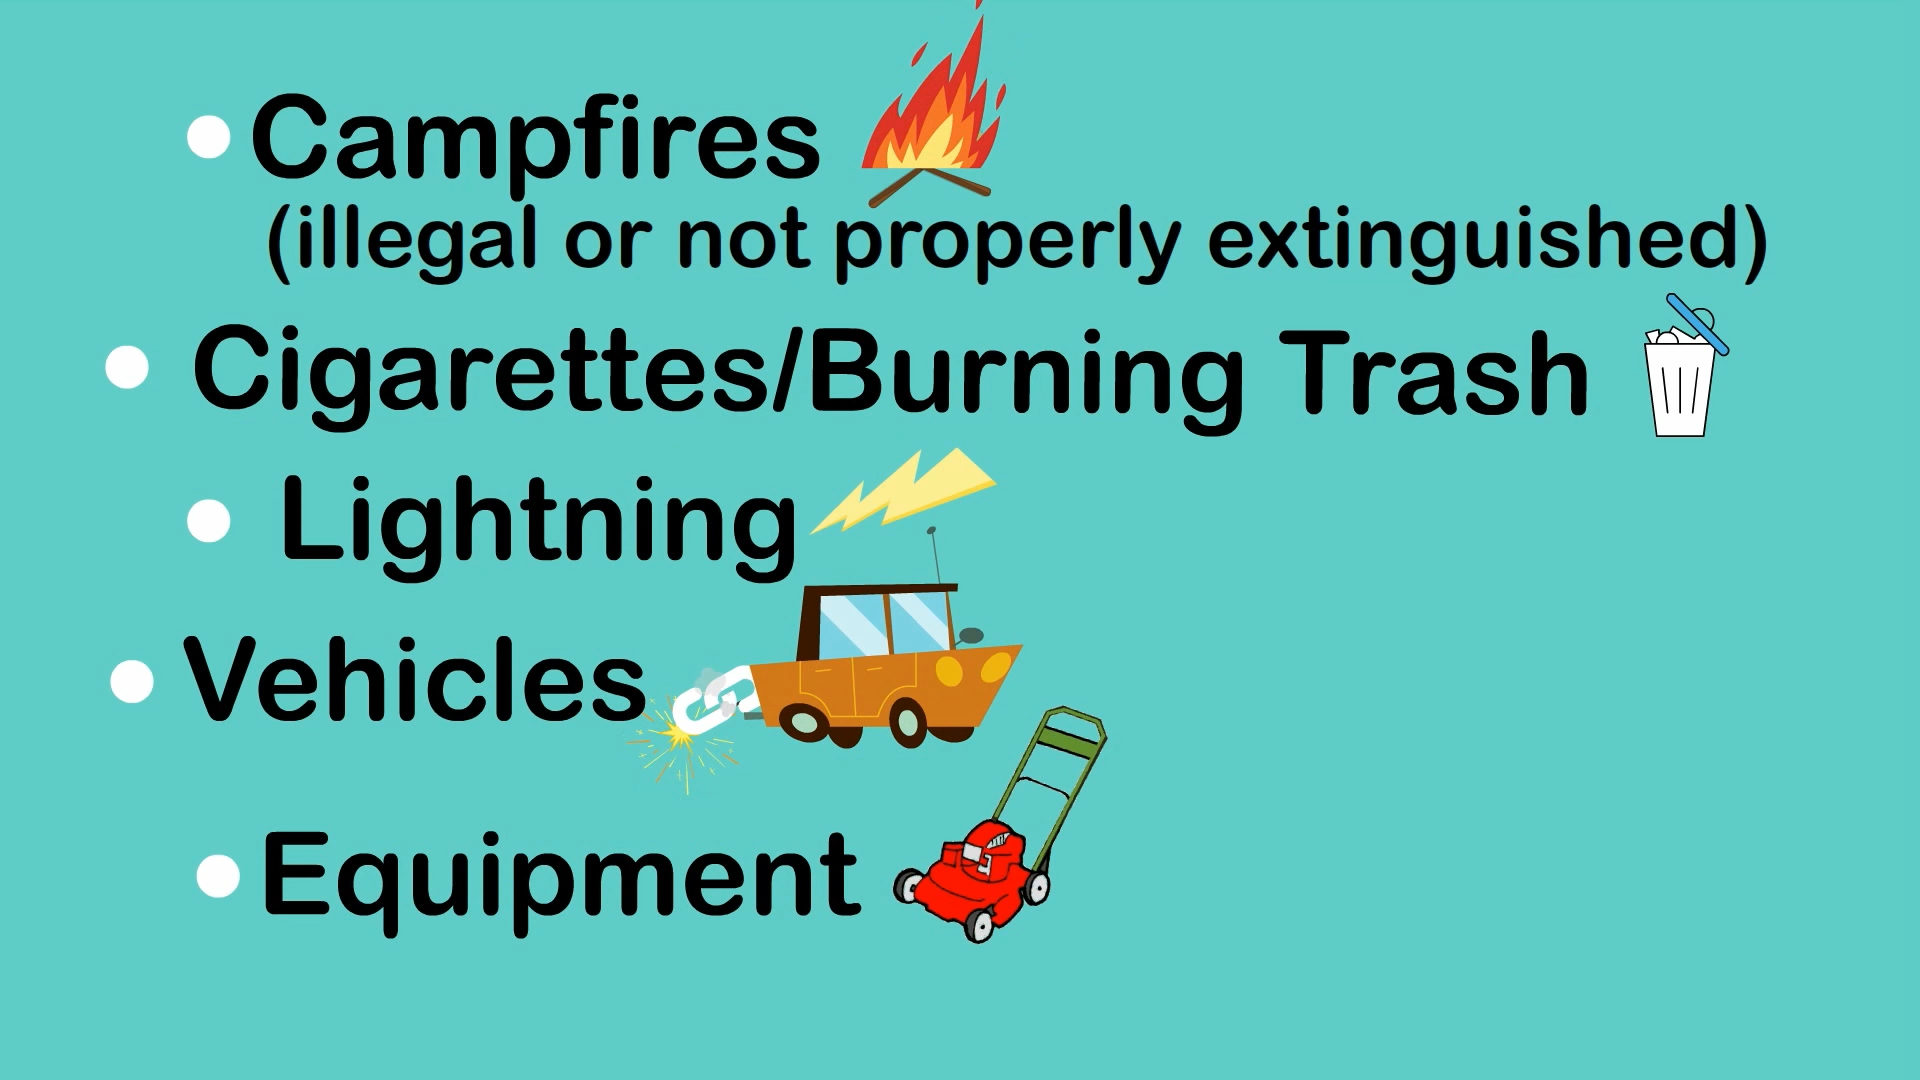 • Campfires
(illegal or not properly extinguished)
• Cigarettes/Burning Trash
• Lightning
• Vehicles
• Equipment